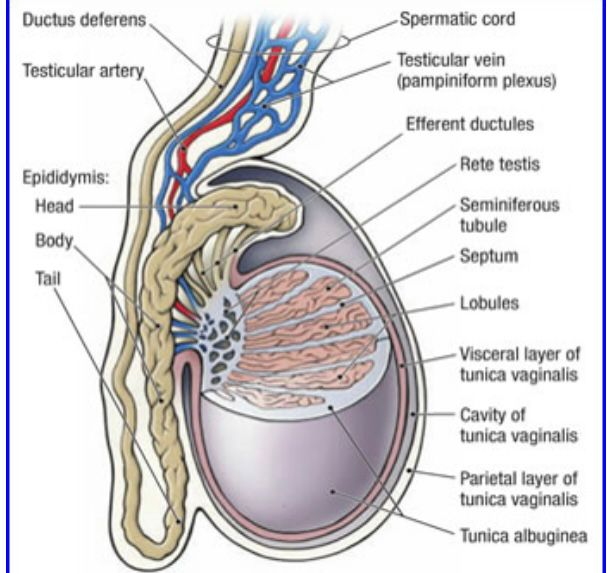 Ductus deferens
Testicular artery
Epididymis:
Head
Body
Tail
Spermatic cord
Testicular vein
(pampiniform plexus)
Efferent ductules
Rete testis
Seminiferous
tubule
Septum
Lobules
Visceral layer of
tunica vaginalis
Cavity of
tunica vaginalis
Parietal layer of
tunica vaginalis
Tunica albuginea